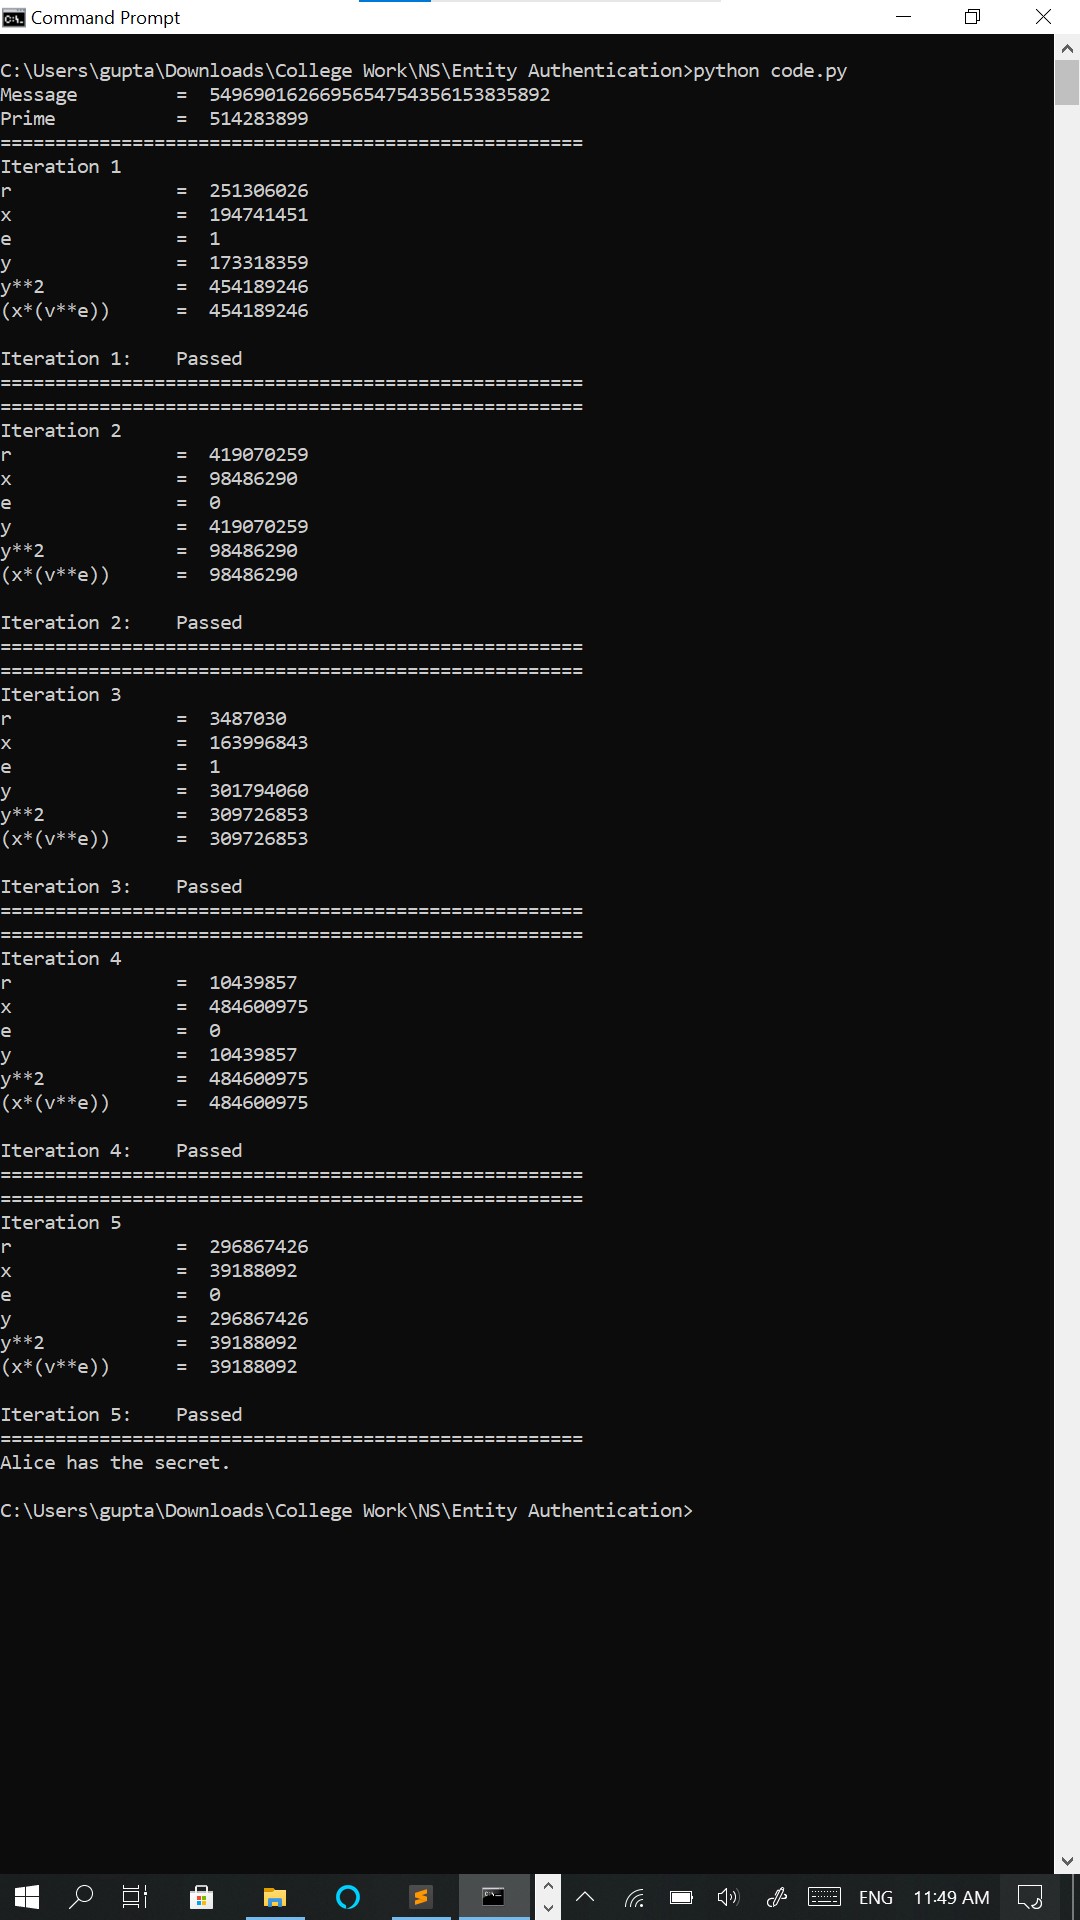 Command Prompt
C:\Users\gupta\Downloads\College Work\NS\Entity Authentication>python code.py
Message = 54969016266956547543561538358​92
Prime = 514283899
=====================================================
Iteration 1
r = 251306026
x = 194741451
e = 1
y = 173318359
y**2 = 454189246
(x*(v**e)) = 454189246
Iteration 1: Passed
=====================================================
=====================================================
Iteration 2
r = 419070259
x = 98486290
e = 0
y = 419070259
y**2 = 98486290
(x*(v**e)) = 98486290
Iteration 2: Passed
=====================================================
=====================================================
Iteration 3
r = 3487030
x = 163996843
e = 1
y = 301794060
y**2 = 309726853
(x*(v**e)) = 309726853
Iteration 3: Passed
=====================================================
=====================================================
Iteration 4
r = 10439857
x = 484600975
e = 0
y = 10439857
y**2 = 484600975
(x*(v**e)) = 484600975
Iteration 4: Passed
=====================================================
=====================================================
Iteration 5
r = 296867426
x = 39188092
e = 0
y = 296867426
y**2 = 39188092
(x*(v**e)) = 39188092
Iteration 5: Passed
=====================================================
Alice has the secret.
C:\Users\gupta\Downloads\College Work\NS\Entity Authentication>
ENG 11:49 AM